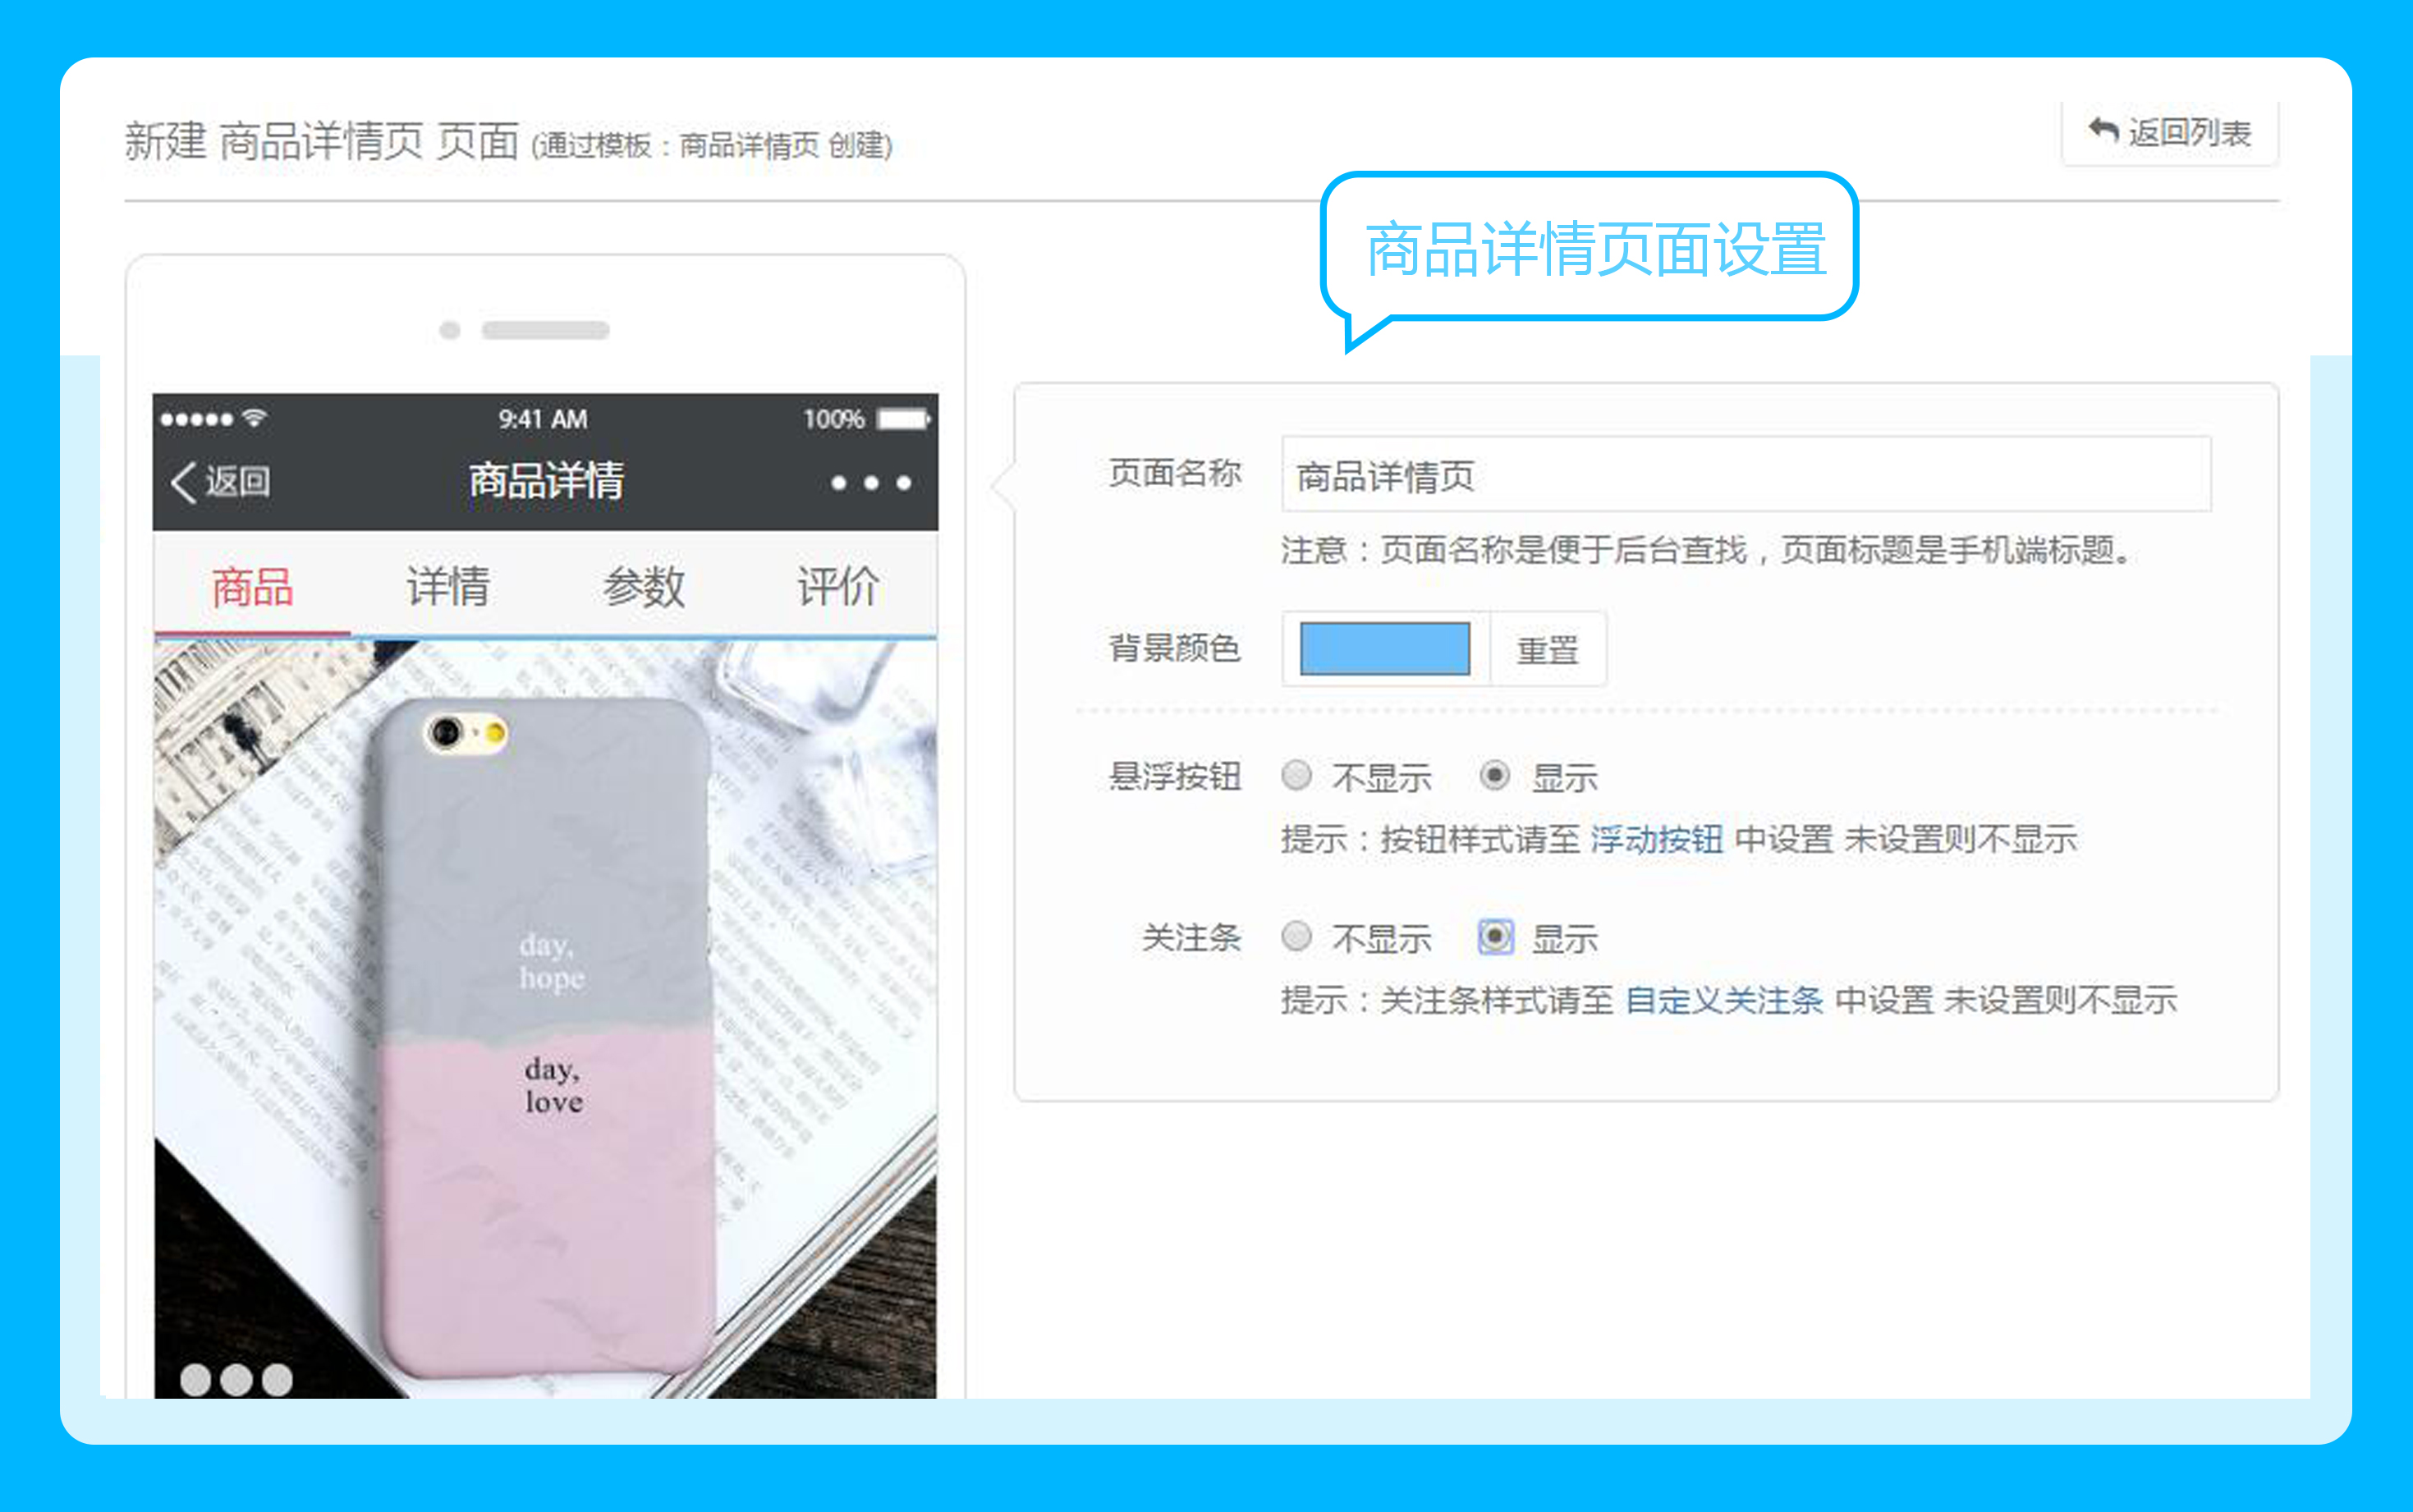 新建 商品详情页 页面 (通过模板：商品详情页 创建)
返回列表
商品详情页面设置
9:41 AM
100%
返回
商品详情
商品 详情 参数 评价
day,
hope
day,
love
页面名称 商品详情页
注意：页面名称是便于后台查找，页面标题是手机端标题。
背景颜色 重置
悬浮按钮 不显示 显示
提示：按钮样式请至 浮动按钮 中设置 未设置则不显示
关注条 不显示 显示
提示：关注条样式请至 自定义关注条 中设置 未设置则不显示